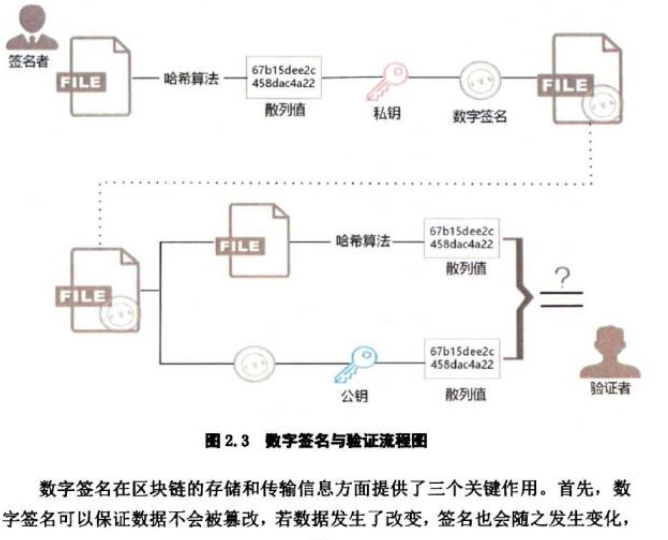 签名者
FILE
哈希算法
67b15dee2c
458dac4a22
散列值
私钥
数字签名
FILE
FILE
FILE
哈希算法
67b15dee2c
458dac4a22
散列值
?
公钥
67b15dee2c
458dac4a22
散列值
验证者
图 2.3 数字签名与验证流程图
数字签名在区块链的存储和传输信息方面提供了三个关键作用。首先，数
字签名可以保证数据不会被篡改，若数据发生了改变，签名也会随之发生变化，